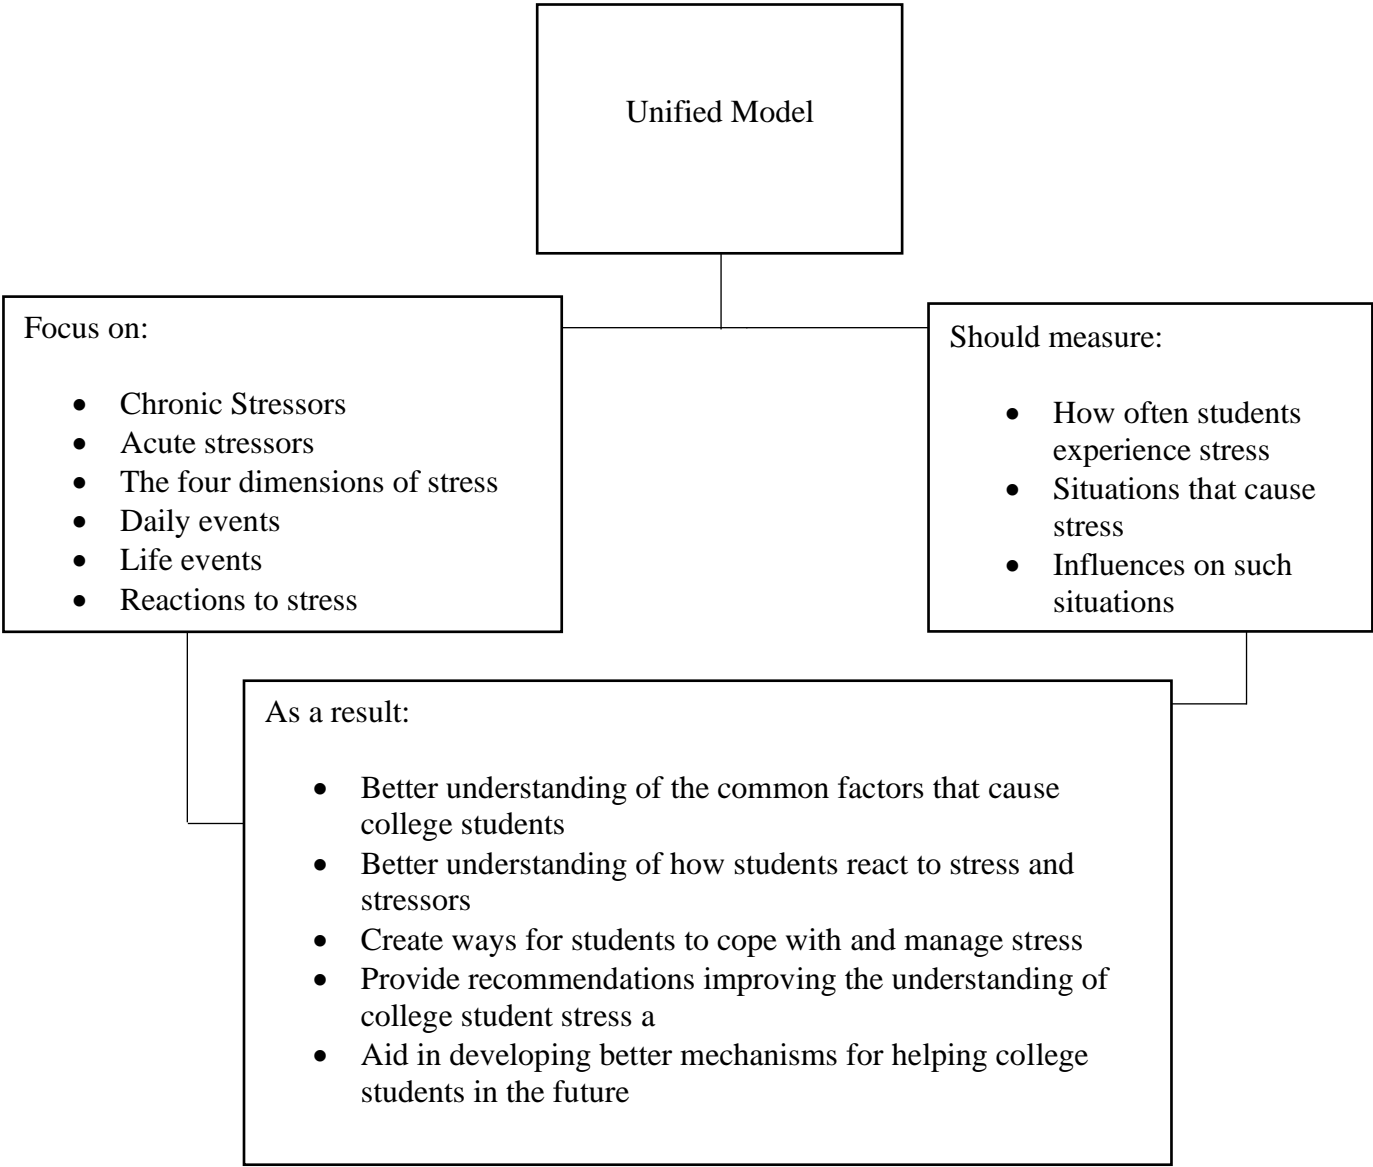 Unified Model
Focus on:
• Chronic Stressors
• Acute stressors
• The four dimensions of stress
• Daily events
• Life events
• Reactions to stress
Should measure:
• How often students
experience stress
• Situations that cause
stress
• Influences on such
situations
As a result:
• Better understanding of the common factors that cause
college students
• Better understanding of how students react to stress and
stressors
• Create ways for students to cope with and manage stress
• Provide recommendations improving the understanding of
college student stress a
• Aid in developing better mechanisms for helping college
students in the future